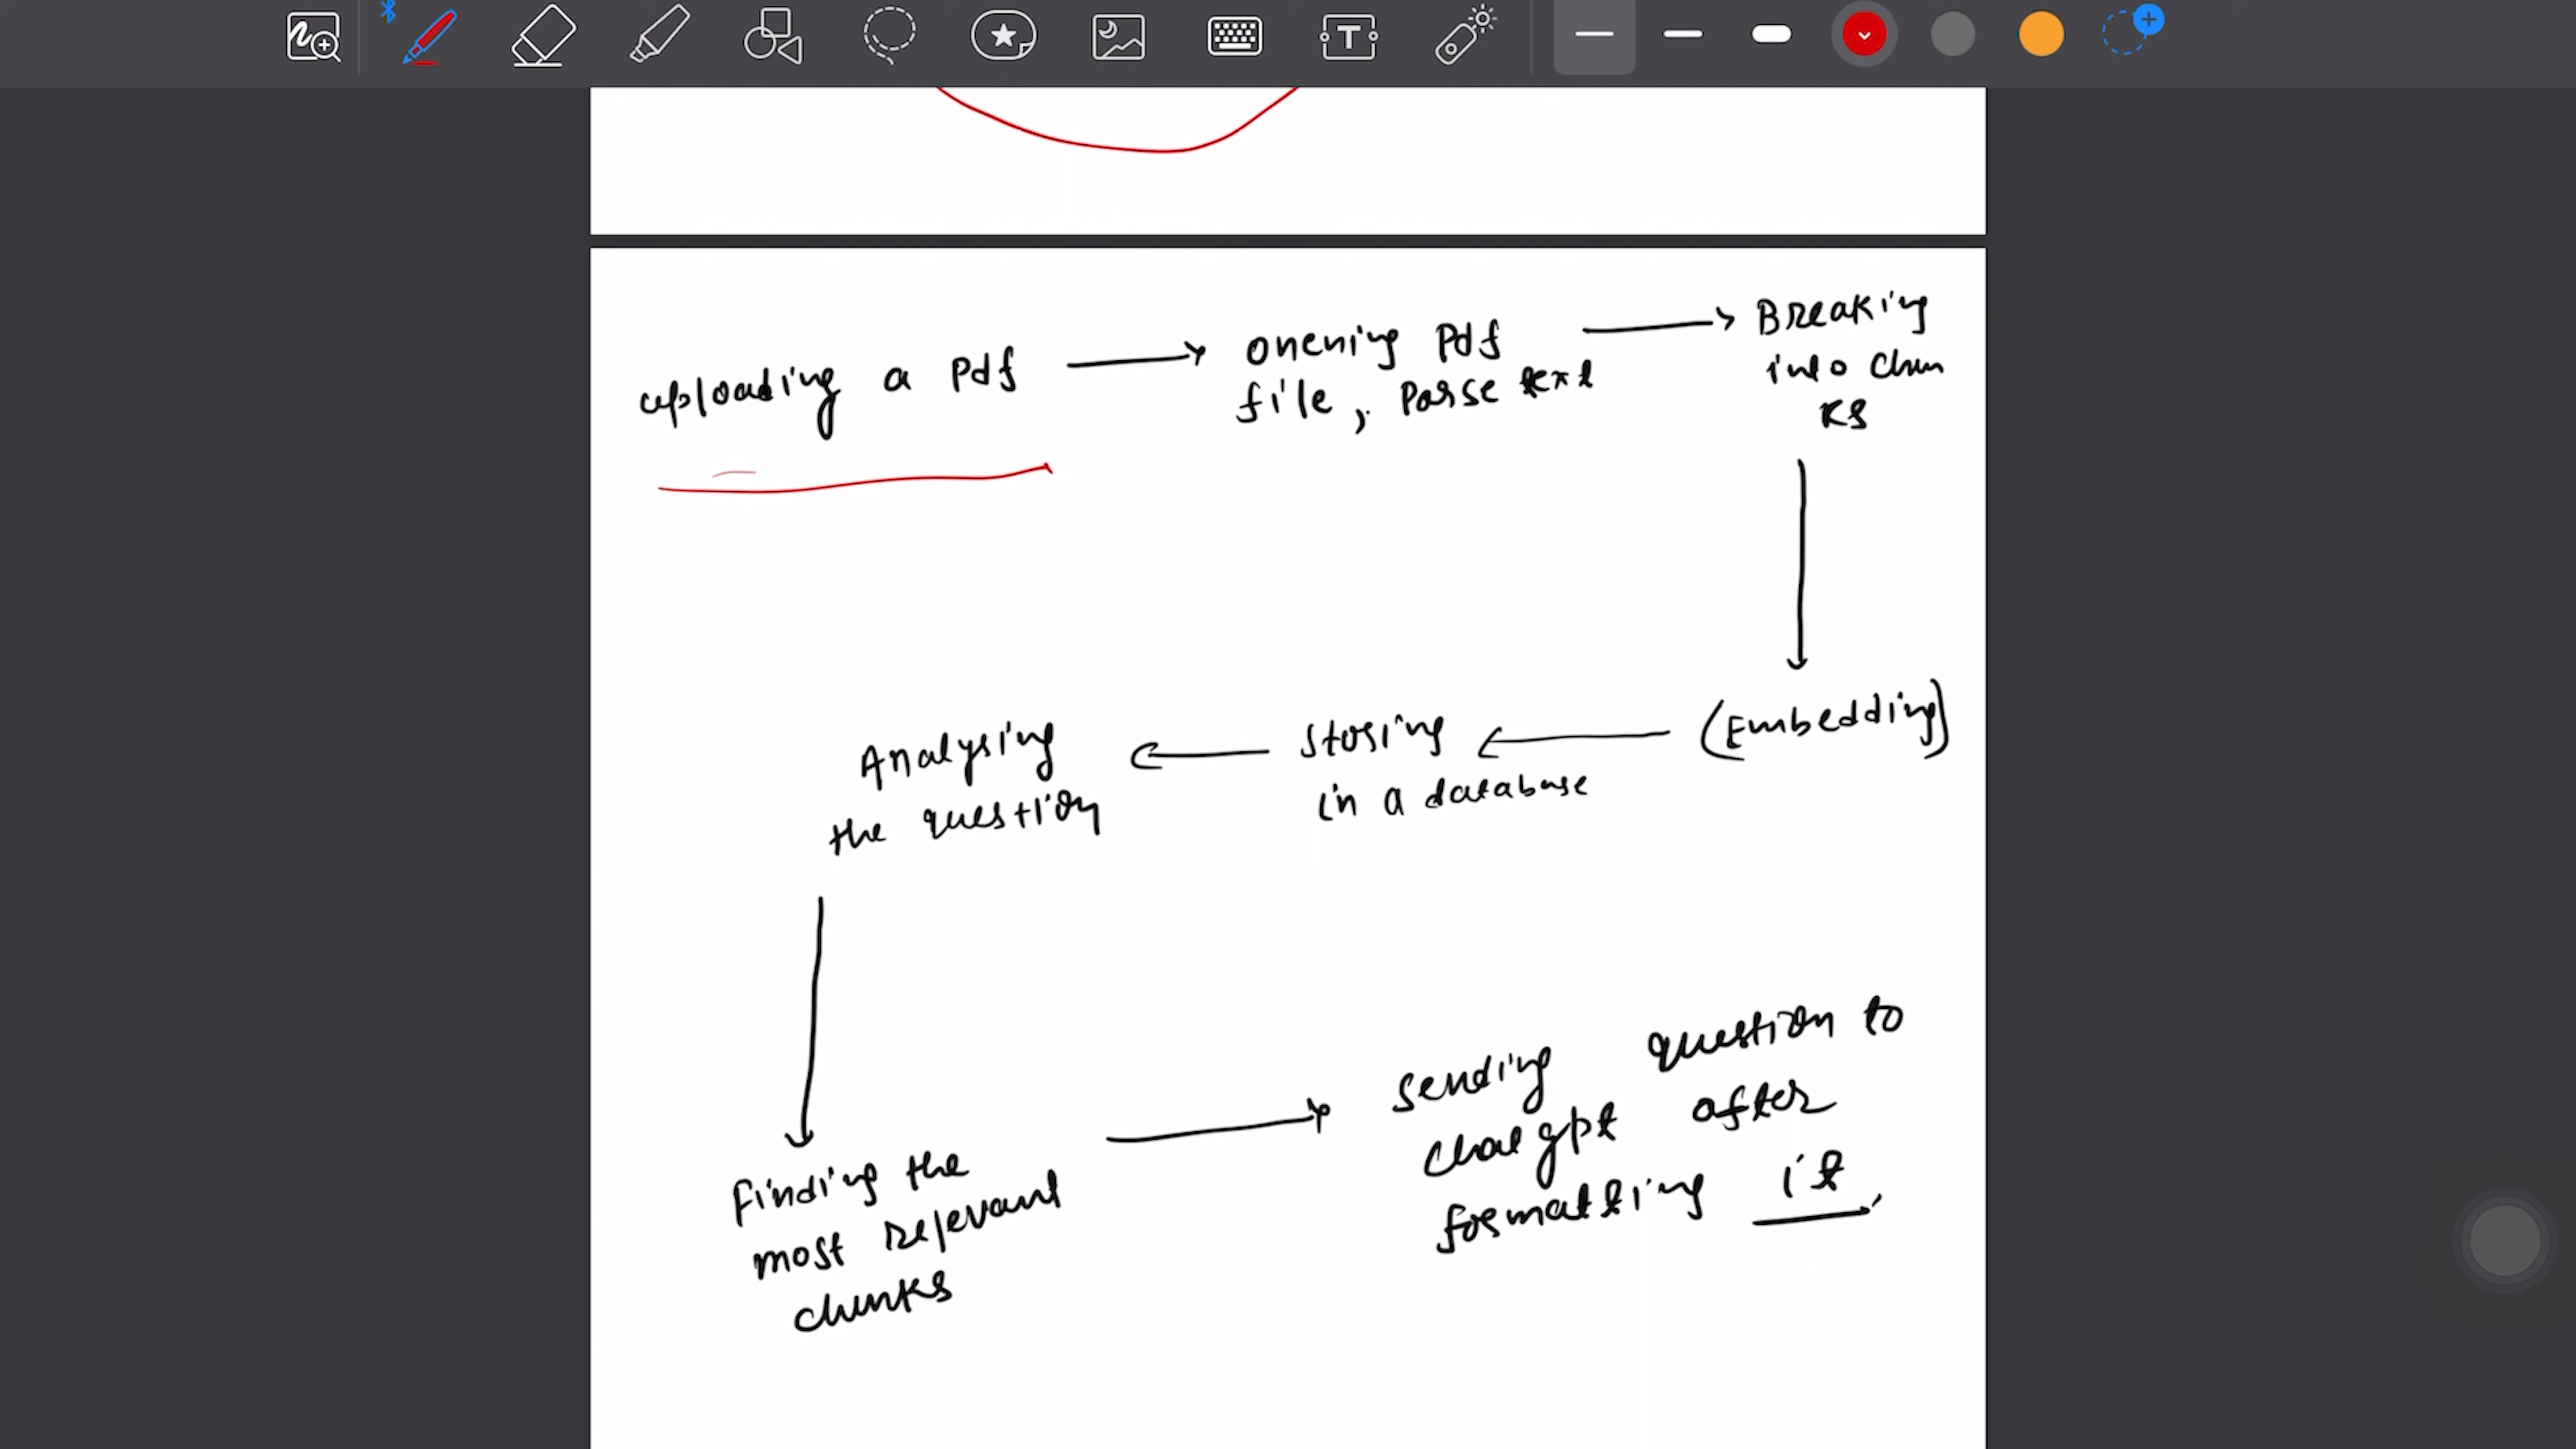 uploading a Pdf
onening Pdf
file, Parse text
Breaking
into Chun
ks
(Embedding)
storing
in a database
Analysing
the question
finding the
most relevant
chunks
sending question to
Chatgpt after
formatting it